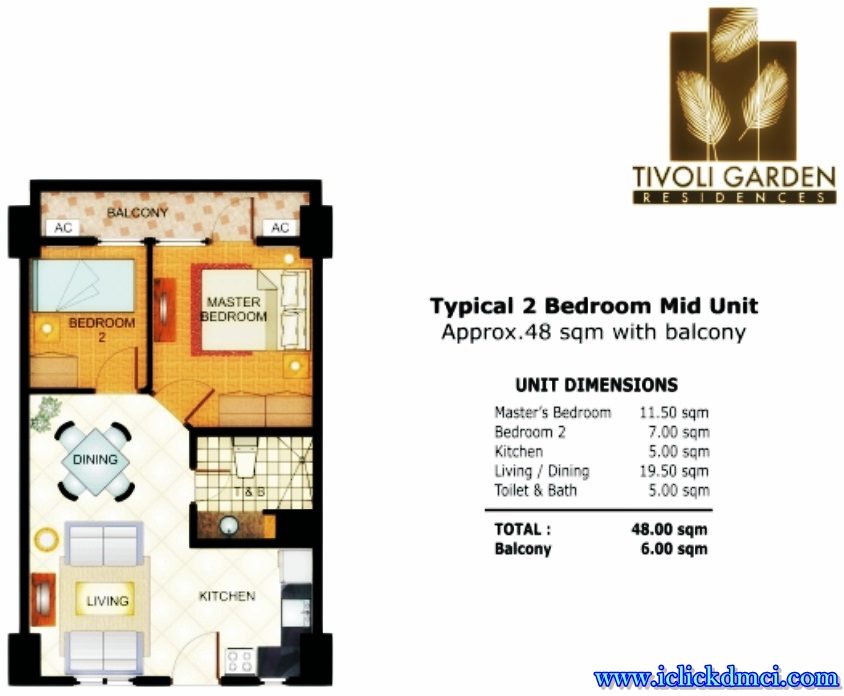 TIVOLI GARDEN
RESIDENCES
BALCONY
AC
AC
MASTER
BEDROOM
BEDROOM
2
DINING
T & B
LIVING
KITCHEN
Typical 2 Bedroom Mid Unit
Approx.48 sqm with balcony
UNIT DIMENSIONS
Master's Bedroom 11.50 sqm
Bedroom 2 7.00 sqm
Kitchen 5.00 sqm
Living / Dining 19.50 sqm
Toilet & Bath 5.00 sqm
TOTAL : 48.00 sqm
Balcony 6.00 sqm
www.iclickdmci.com